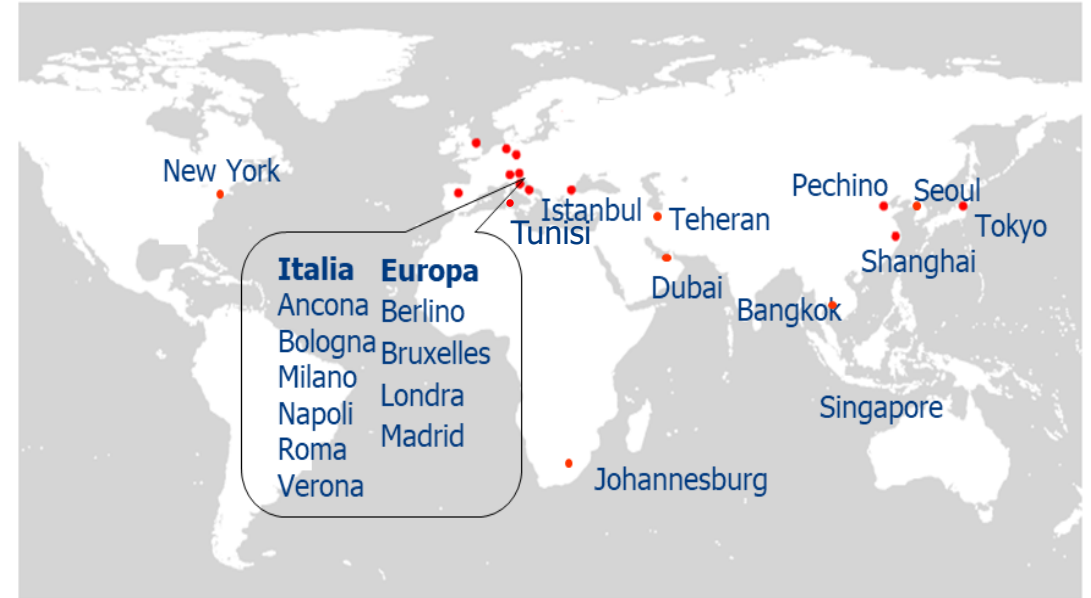 New York
Pechino
Seoul
Istanbul
Teheran
Tokyo
Tunisi
Shanghai
Dubai
Bangkok
Italia
Ancona
Bologna
Milano
Napoli
Roma
Verona
Europa
Berlino
Bruxelles
Londra
Madrid
Singapore
Johannesburg